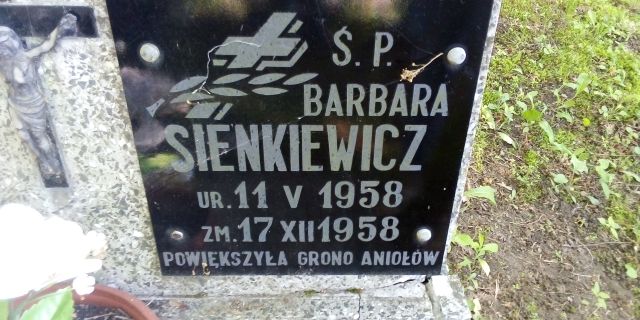 Ś. P.
BARBARA
SIENKIEWICZ
UR. 11 V 1958
ZM. 17 XII 1958
POWIĘKSZYŁA GRONO ANIOŁÓW